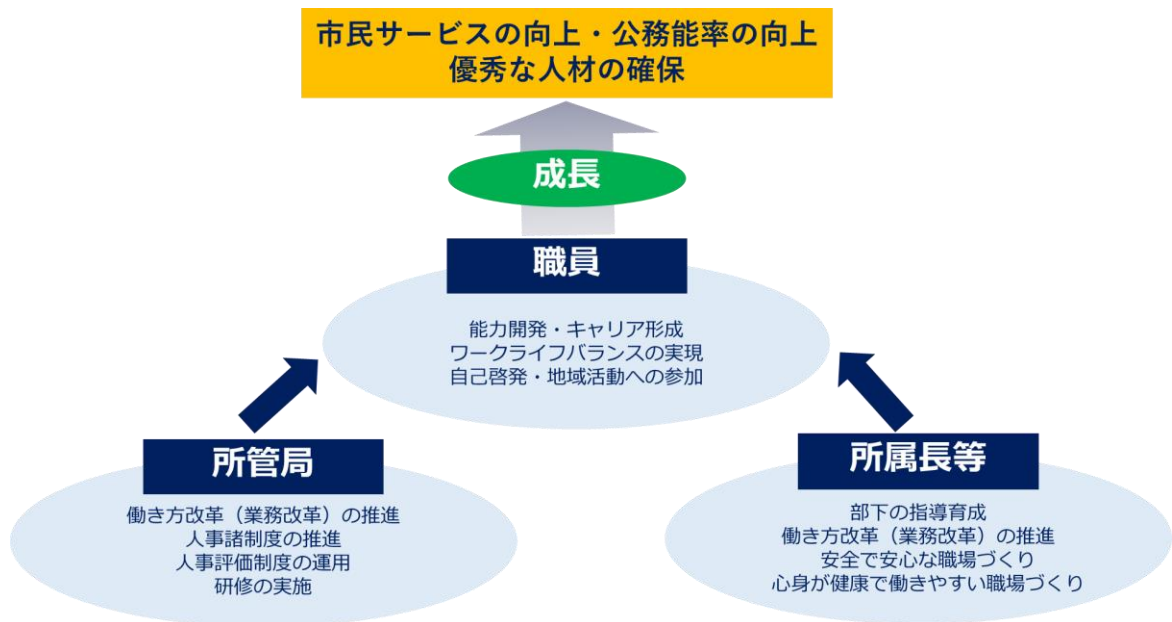 市民サービスの向上・公務能率の向上
優秀な人材の確保
成長
職員
能力開発・キャリア形成
ワークライフバランスの実現
自己啓発・地域活動への参加
所管局
働き方改革（業務改革）の推進
人事諸制度の推進
人事評価制度の運用
研修の実施
所属長等
部下の指導育成
働き方改革（業務改革）の推進
安全で安心な職場づくり
心身が健康で働きやすい職場づくり